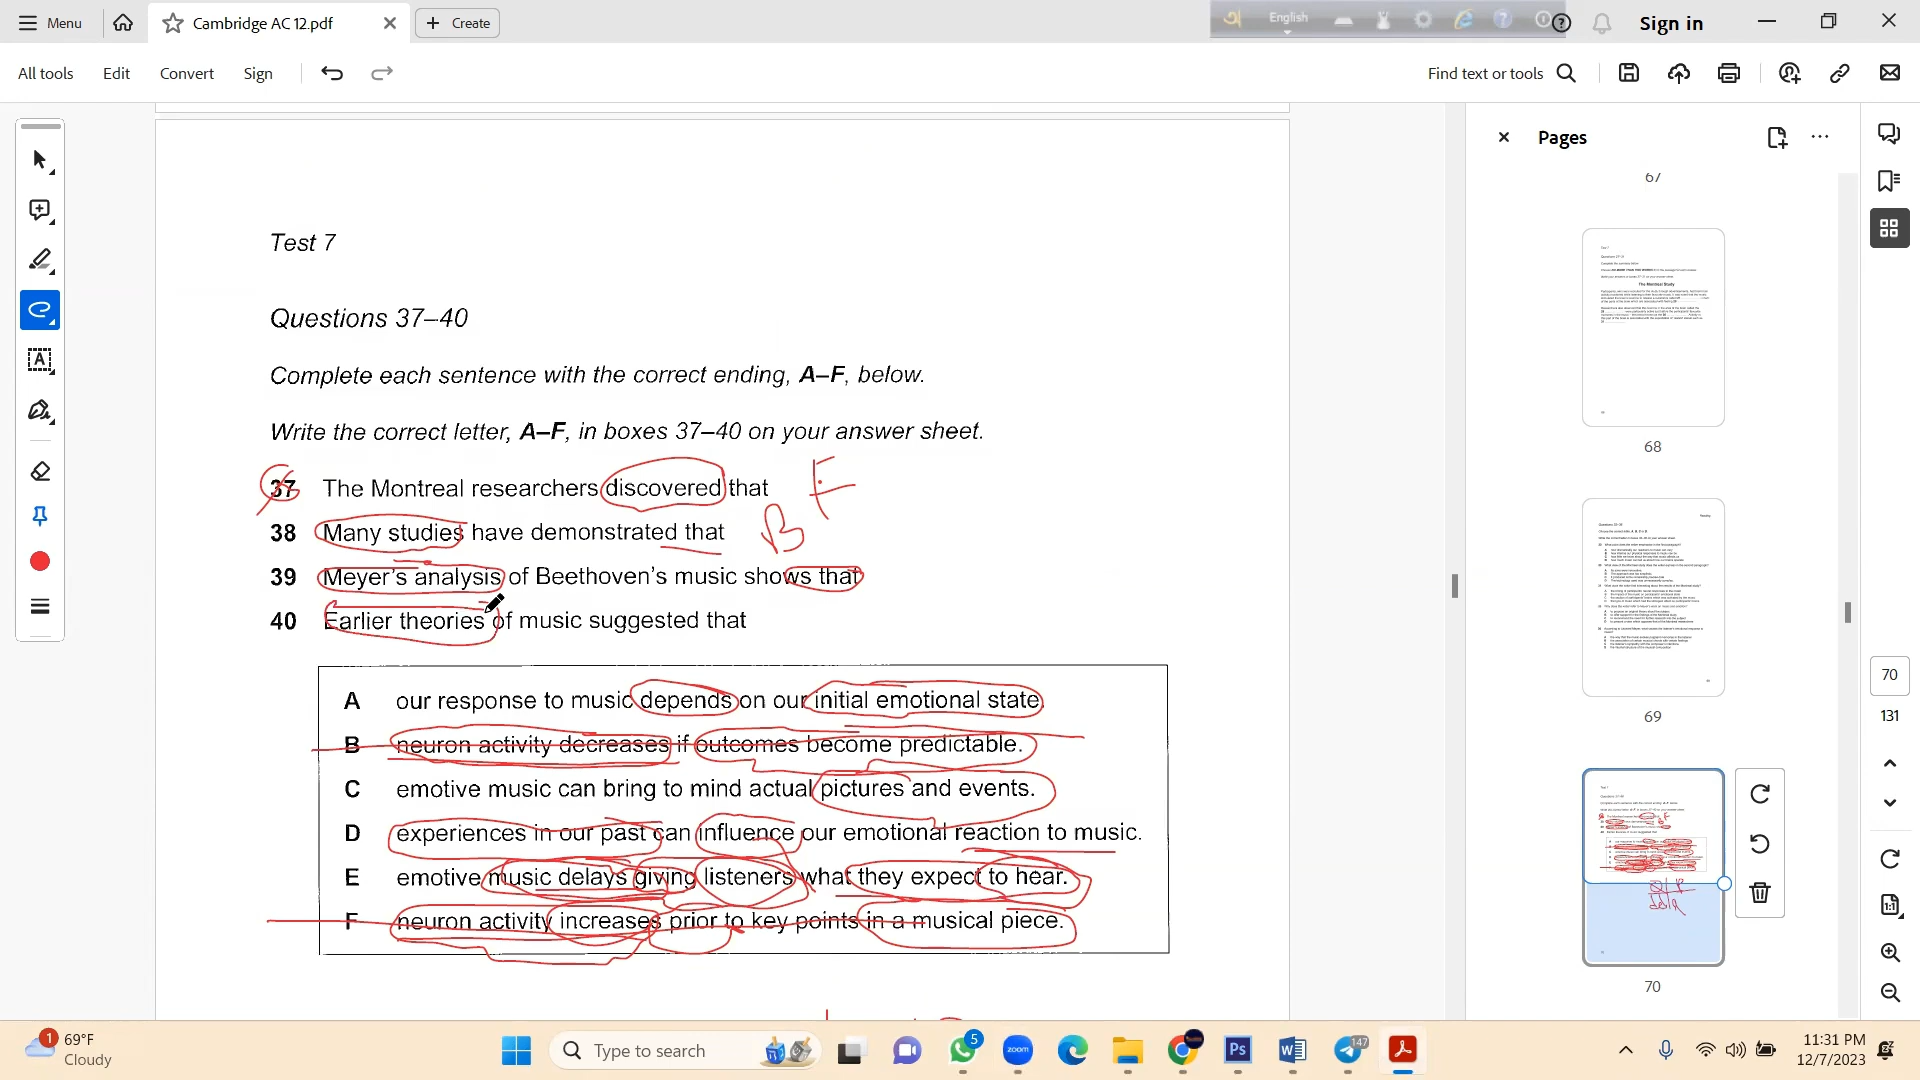 Menu
Cambridge AC 12.pdf
Create
English
Sign in
All tools
Edit
Convert
Sign
Find text or tools
Pages
67
68
69
70
70
131
Test 7
Questions 37–40
Complete each sentence with the correct ending, A–F, below.
Write the correct letter, A–F, in boxes 37–40 on your answer sheet.
37 The Montreal researchers discovered that F
38 Many studies have demonstrated that B
39 Meyer's analysis of Beethoven's music shows that
40 Earlier theories of music suggested that
A our response to music depends on our initial emotional state.
B neuron activity decreases if outcomes become predictable.
C emotive music can bring to mind actual pictures and events.
D experiences in our past can influence our emotional reaction to music.
E emotive music delays giving listeners what they expect to hear.
F neuron activity increases prior to key points in a musical piece.
1
69°F
Cloudy
Type to search
5
zoom
Ps
147
11:31 PM
12/7/2023